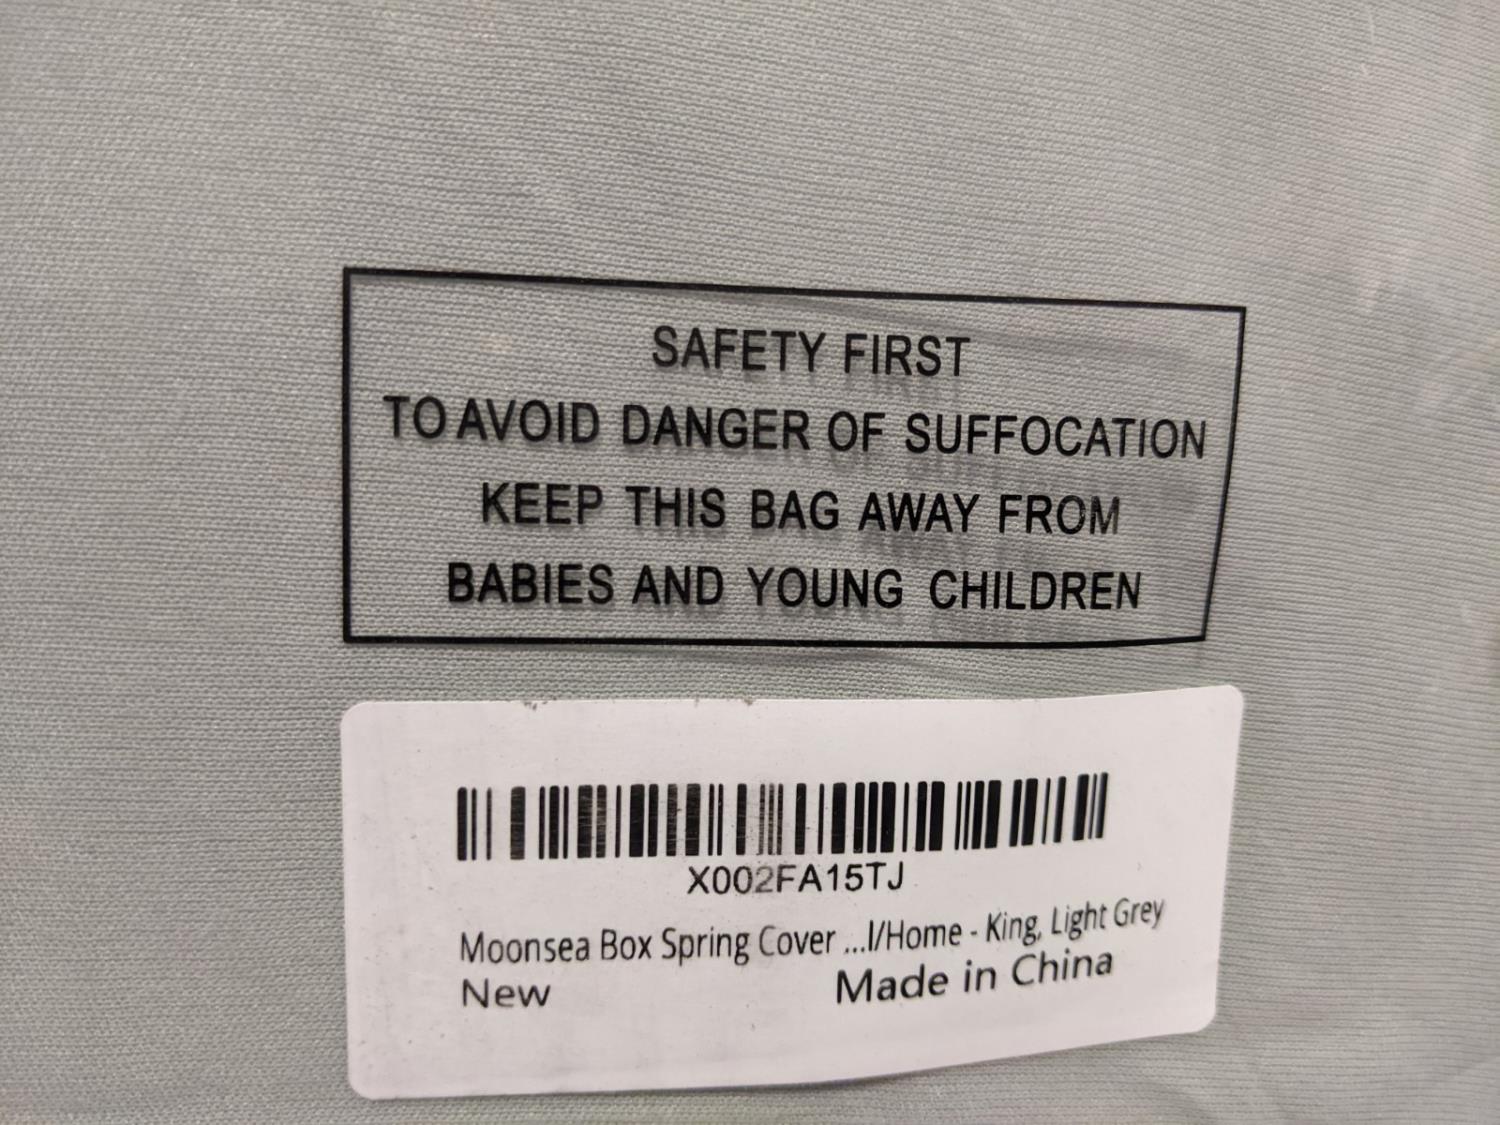 SAFETY FIRST
TO AVOID DANGER OF SUFFOCATION
KEEP THIS BAG AWAY FROM
BABIES AND YOUNG CHILDREN
X002FA15TJ
Moonsea Box Spring Cover ...l/Home - King, Light Grey
New Made in China